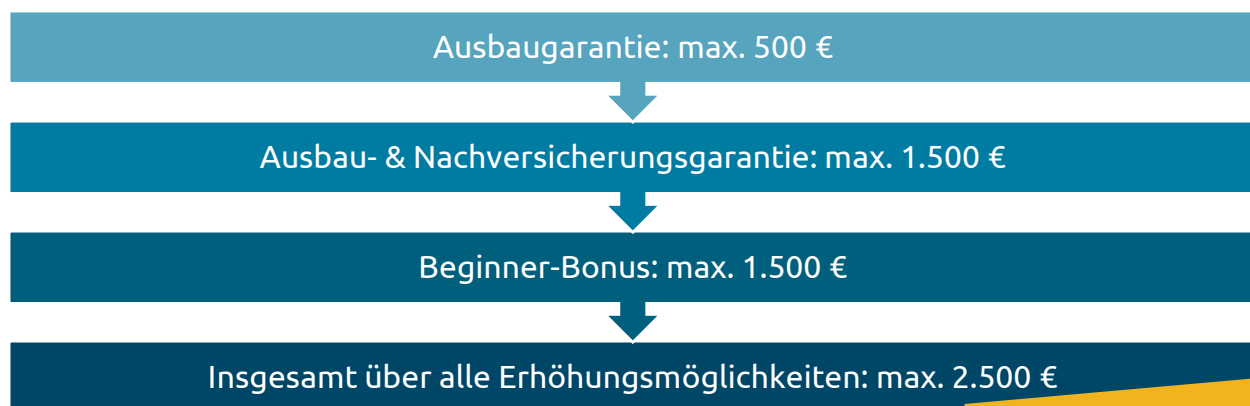 Ausbaugarantie: max. 500 €
Ausbau- & Nachversicherungsgarantie: max. 1.500 €
Beginner-Bonus: max. 1.500 €
Insgesamt über alle Erhöhungsmöglichkeiten: max. 2.500 €